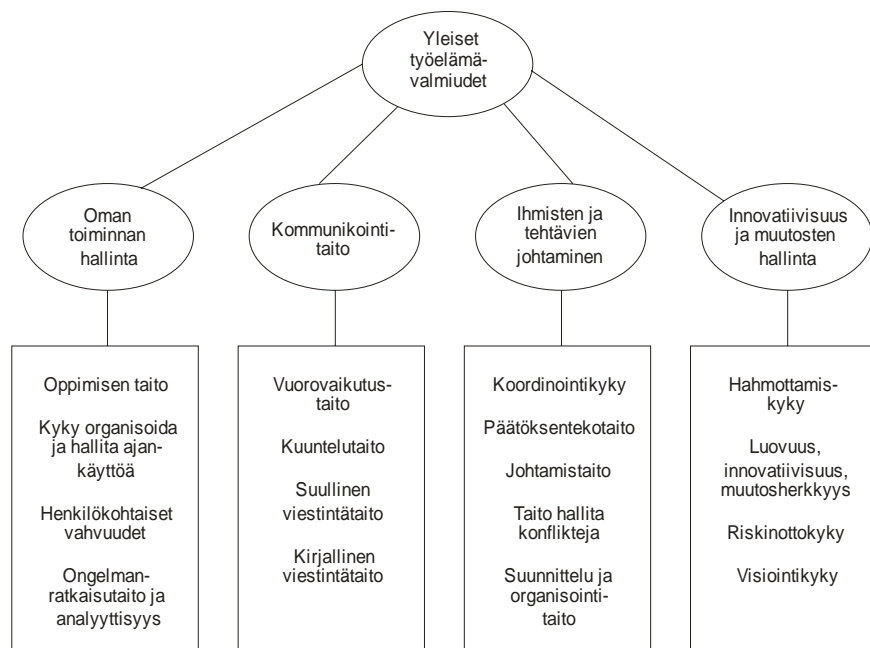 Yleiset
työelämä-
valmiudet
Oman
toiminnan
hallinta
Kommunikointi-
taito
Ihmisten ja
tehtävien
johtaminen
Innovatiivisuus
ja muutosten
hallinta
Oppimisen taito
Kyky organisoida
ja hallita ajan-
käyttöä
Henkilökohtaiset
vahvuudet
Ongelman-
ratkaisutaito ja
analyyttisyys
Vuorovaikutus-
taito
Kuuntelutaito
Suullinen
viestintätaito
Kirjallinen
viestintätaito
Koordinointikyky
Päätöksentekotaito
Johtamistaito
Taito hallita
konflikteja
Suunnittelu ja
organisointi-
taito
Hahmottamis-
kyky
Luovuus,
innovatiivisuus,
muutosherkkyys
Riskinottokyky
Visiointikyky